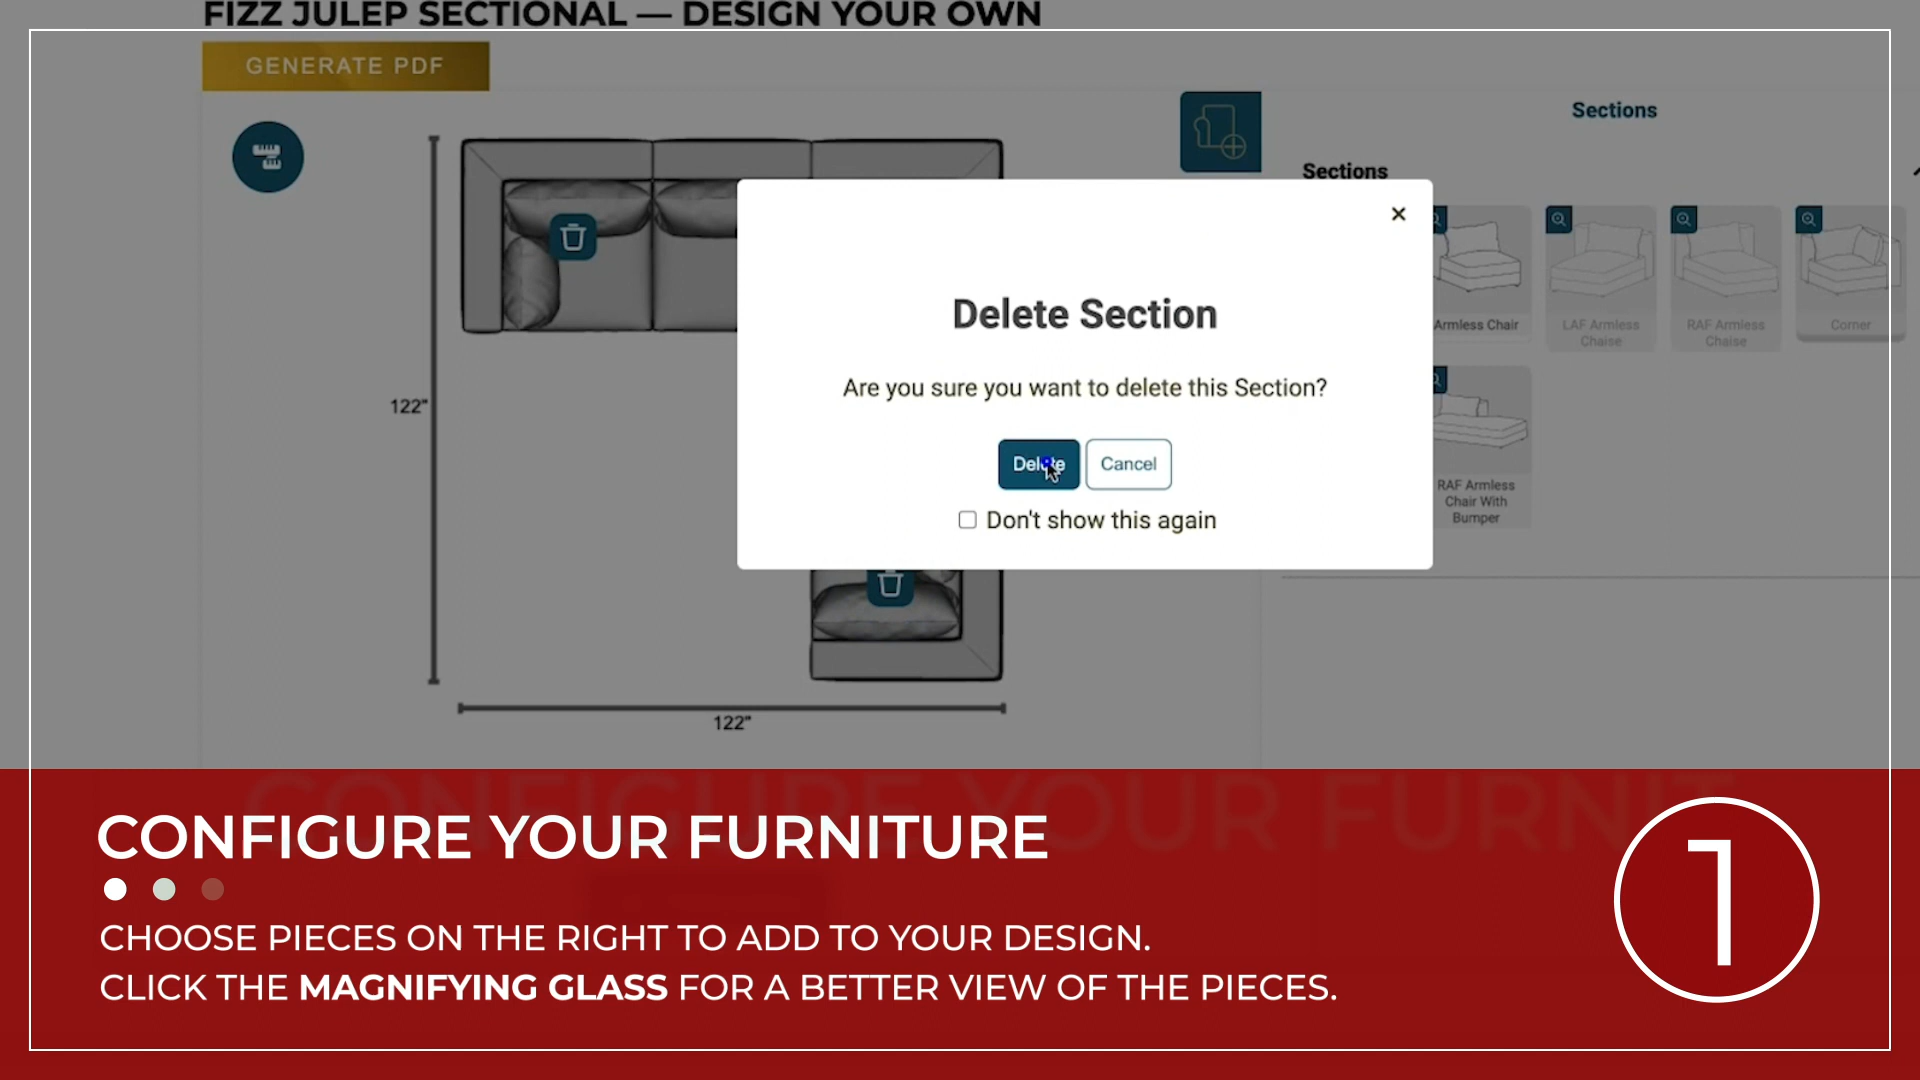 FIZZ JULEP SECTIONAL — DESIGN YOUR OWN
GENERATE PDF
Sections
Sections
Armless Chair
LAF Armless
Chaise
RAF Armless
Chaise
Corner
RAF Armless
Chair With
Bumper
122"
122"
×
Delete Section
Are you sure you want to delete this Section?
Delete
Cancel
Don't show this again
CONFIGURE YOUR FURNIT
CONFIGURE YOUR FURNITURE
CHOOSE PIECES ON THE RIGHT TO ADD TO YOUR DESIGN.
CLICK THE MAGNIFYING GLASS FOR A BETTER VIEW OF THE PIECES.
1